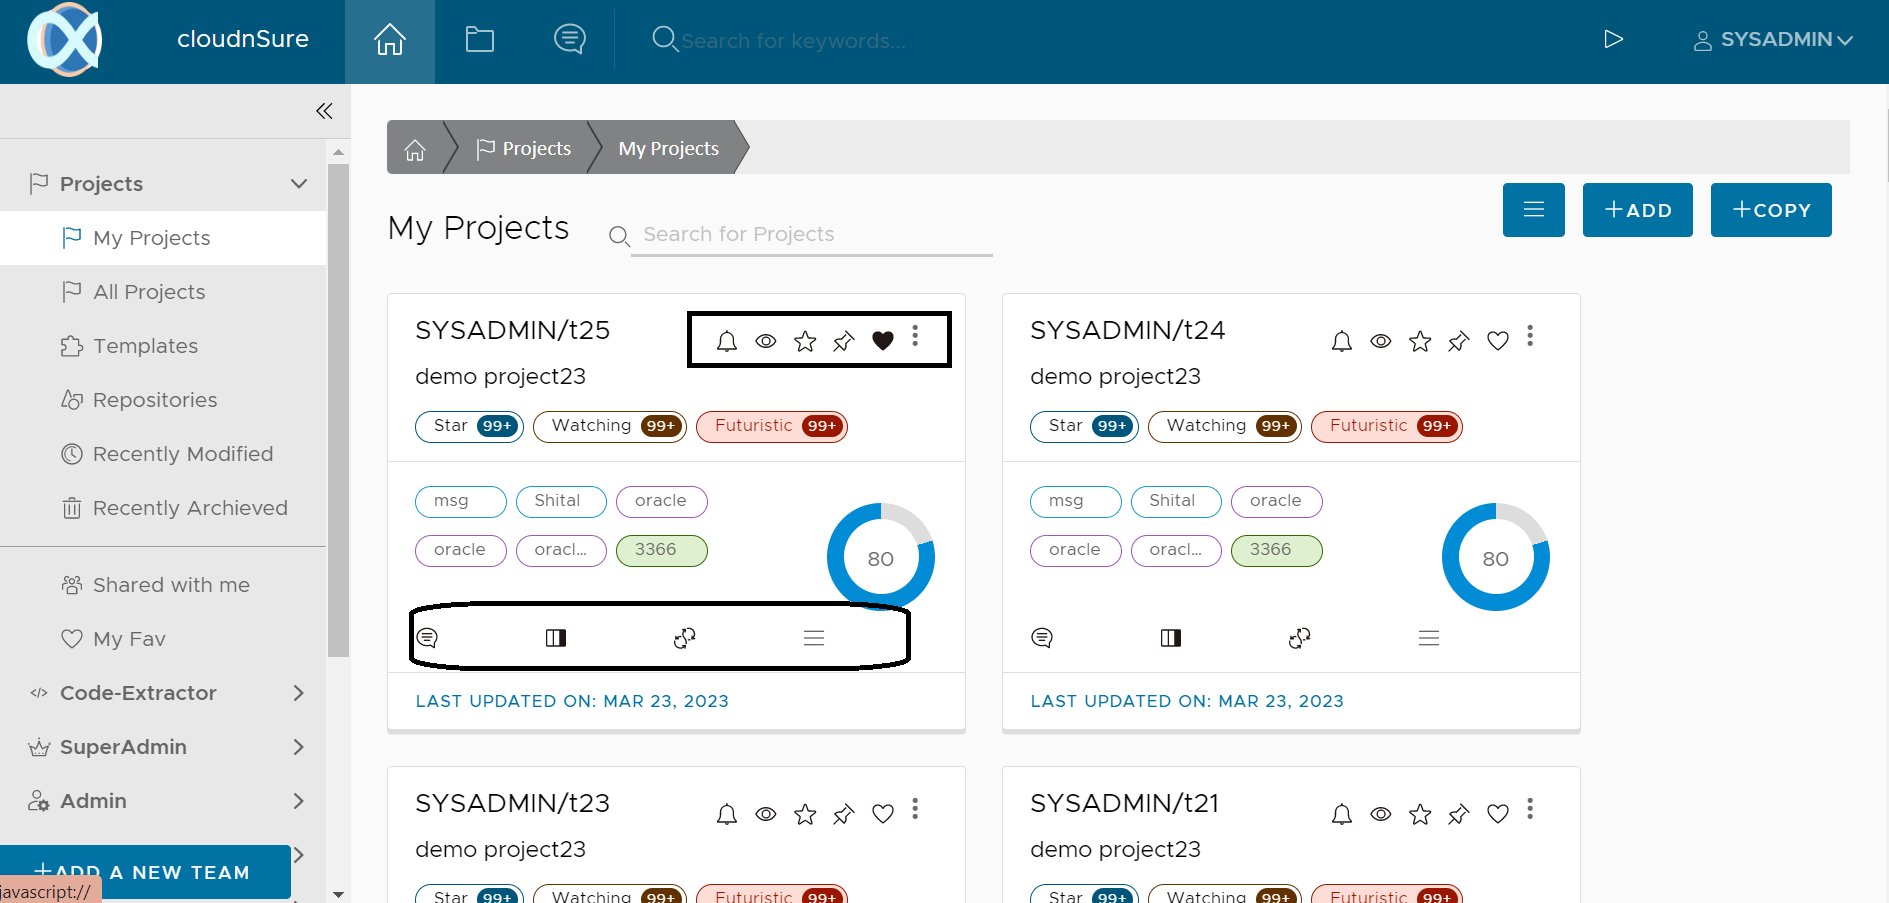 cloudnSure
Search for keywords...
SYSADMIN
Projects
My Projects
All Projects
Templates
Repositories
Recently Modified
Recently Archieved
Shared with me
My Fav
Code-Extractor
SuperAdmin
Admin
+ADD A NEW TEAM
javascript://
Projects
My Projects
My Projects
Search for Projects
+ADD
+COPY
SYSADMIN/t25
demo project23
Star 99+ Watching 99+ Futuristic 99+
msg Shital oracle
oracle oracl... 3366
80
LAST UPDATED ON: MAR 23, 2023
SYSADMIN/t24
demo project23
Star 99+ Watching 99+ Futuristic 99+
msg Shital oracle
oracle oracl... 3366
80
LAST UPDATED ON: MAR 23, 2023
SYSADMIN/t23
demo project23
Star 99+ Watching 99+ Futuristic 99+
SYSADMIN/t21
demo project23
Star 99+ Watching 99+ Futuristic 99+